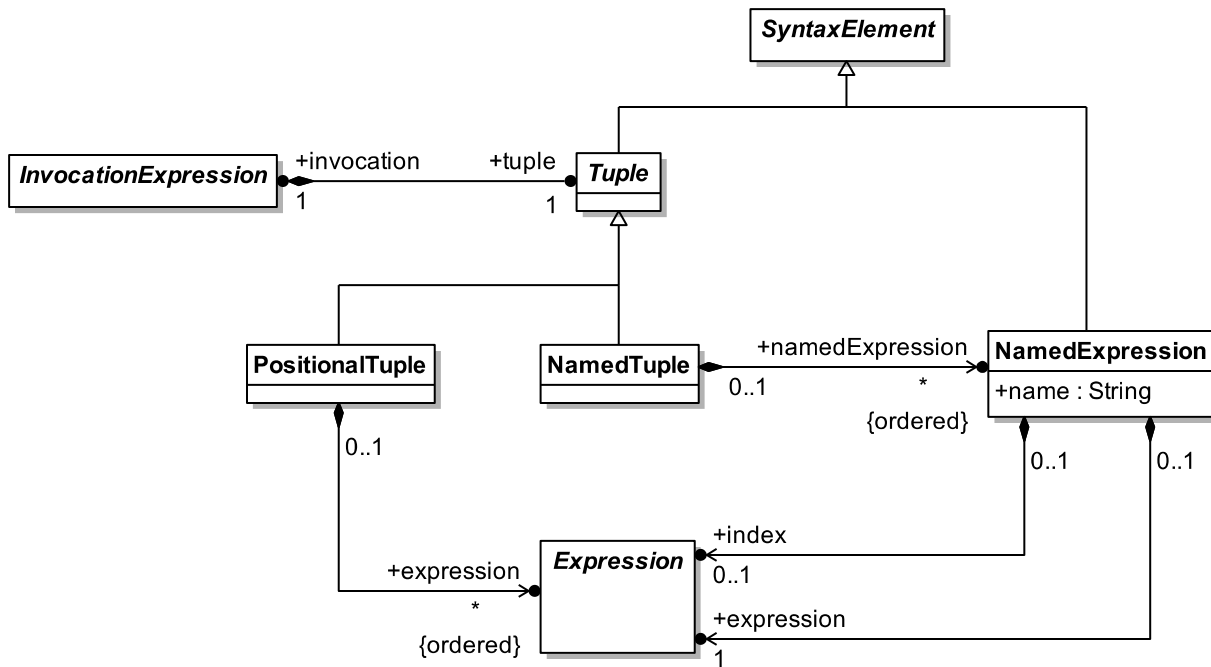 SyntaxElement
InvocationExpression
+invocation
+tuple
1
1
Tuple
PositionalTuple
NamedTuple
+namedExpression
0..1
*
{ordered}
NamedExpression
+name : String
0..1
0..1
0..1
+index
0..1
Expression
+expression
*
{ordered}
+expression
1